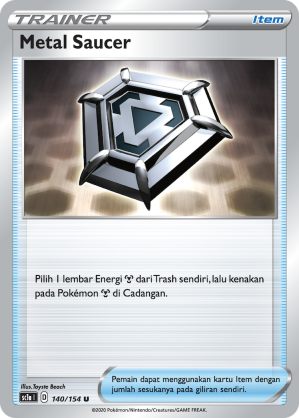 TRAINER Item
Metal Saucer
Pilih 1 lembar Energi dari Trash sendiri, lalu kenakan
pada Pokémon di Cadangan.
Illus. Toyste Beach
sc1a I D 140/154 U
Pemain dapat menggunakan kartu Item dengan
jumlah sesukanya pada giliran sendiri.
©2020 Pokémon/Nintendo/Creatures/GAME FREAK.